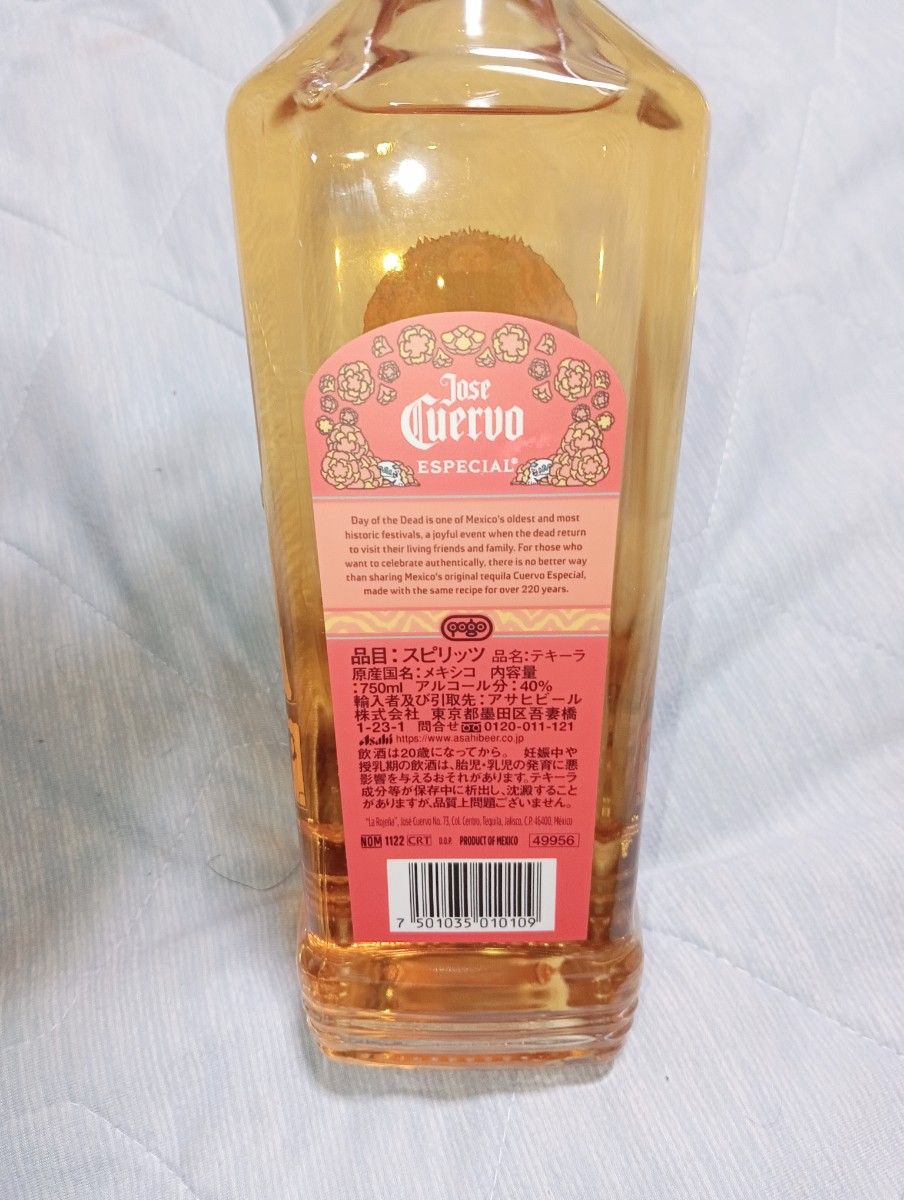 Jose
Cuervo
ESPECIAL®
Day of the Dead is one of Mexico's oldest and most
historic festivals, a joyful event when the dead return
to visit their living friends and family. For those who
want to celebrate authentically, there is no better way
than sharing Mexico's original tequila Cuervo Especial,
made with the same recipe for over 220 years.
品目：スピリッツ 品名：テキーラ
原産国名：メキシコ 内容量
：750ml アルコール分：40%
輸入者及び引取先：アサヒビール
株式会社 東京都墨田区吾妻橋
1-23-1 問合せ 0120-011-121
Asahi https://www.asahibeer.co.jp
飲酒は20歳になってから。 妊娠中や
授乳期の飲酒は、胎児・乳児の発育に悪
影響を与えるおそれがあります。テキーラ
成分等が保存中に析出し、沈澱すること
がありますが、品質上問題ございません。
"La Rojeña", Jose Cuervo No. 73, Col. Centro, Tequila, Jalisco, C.P. 46400, Mexico
NOM 1122 CRT D.O.P. PRODUCT OF MEXICO 49956
7 501035 010109